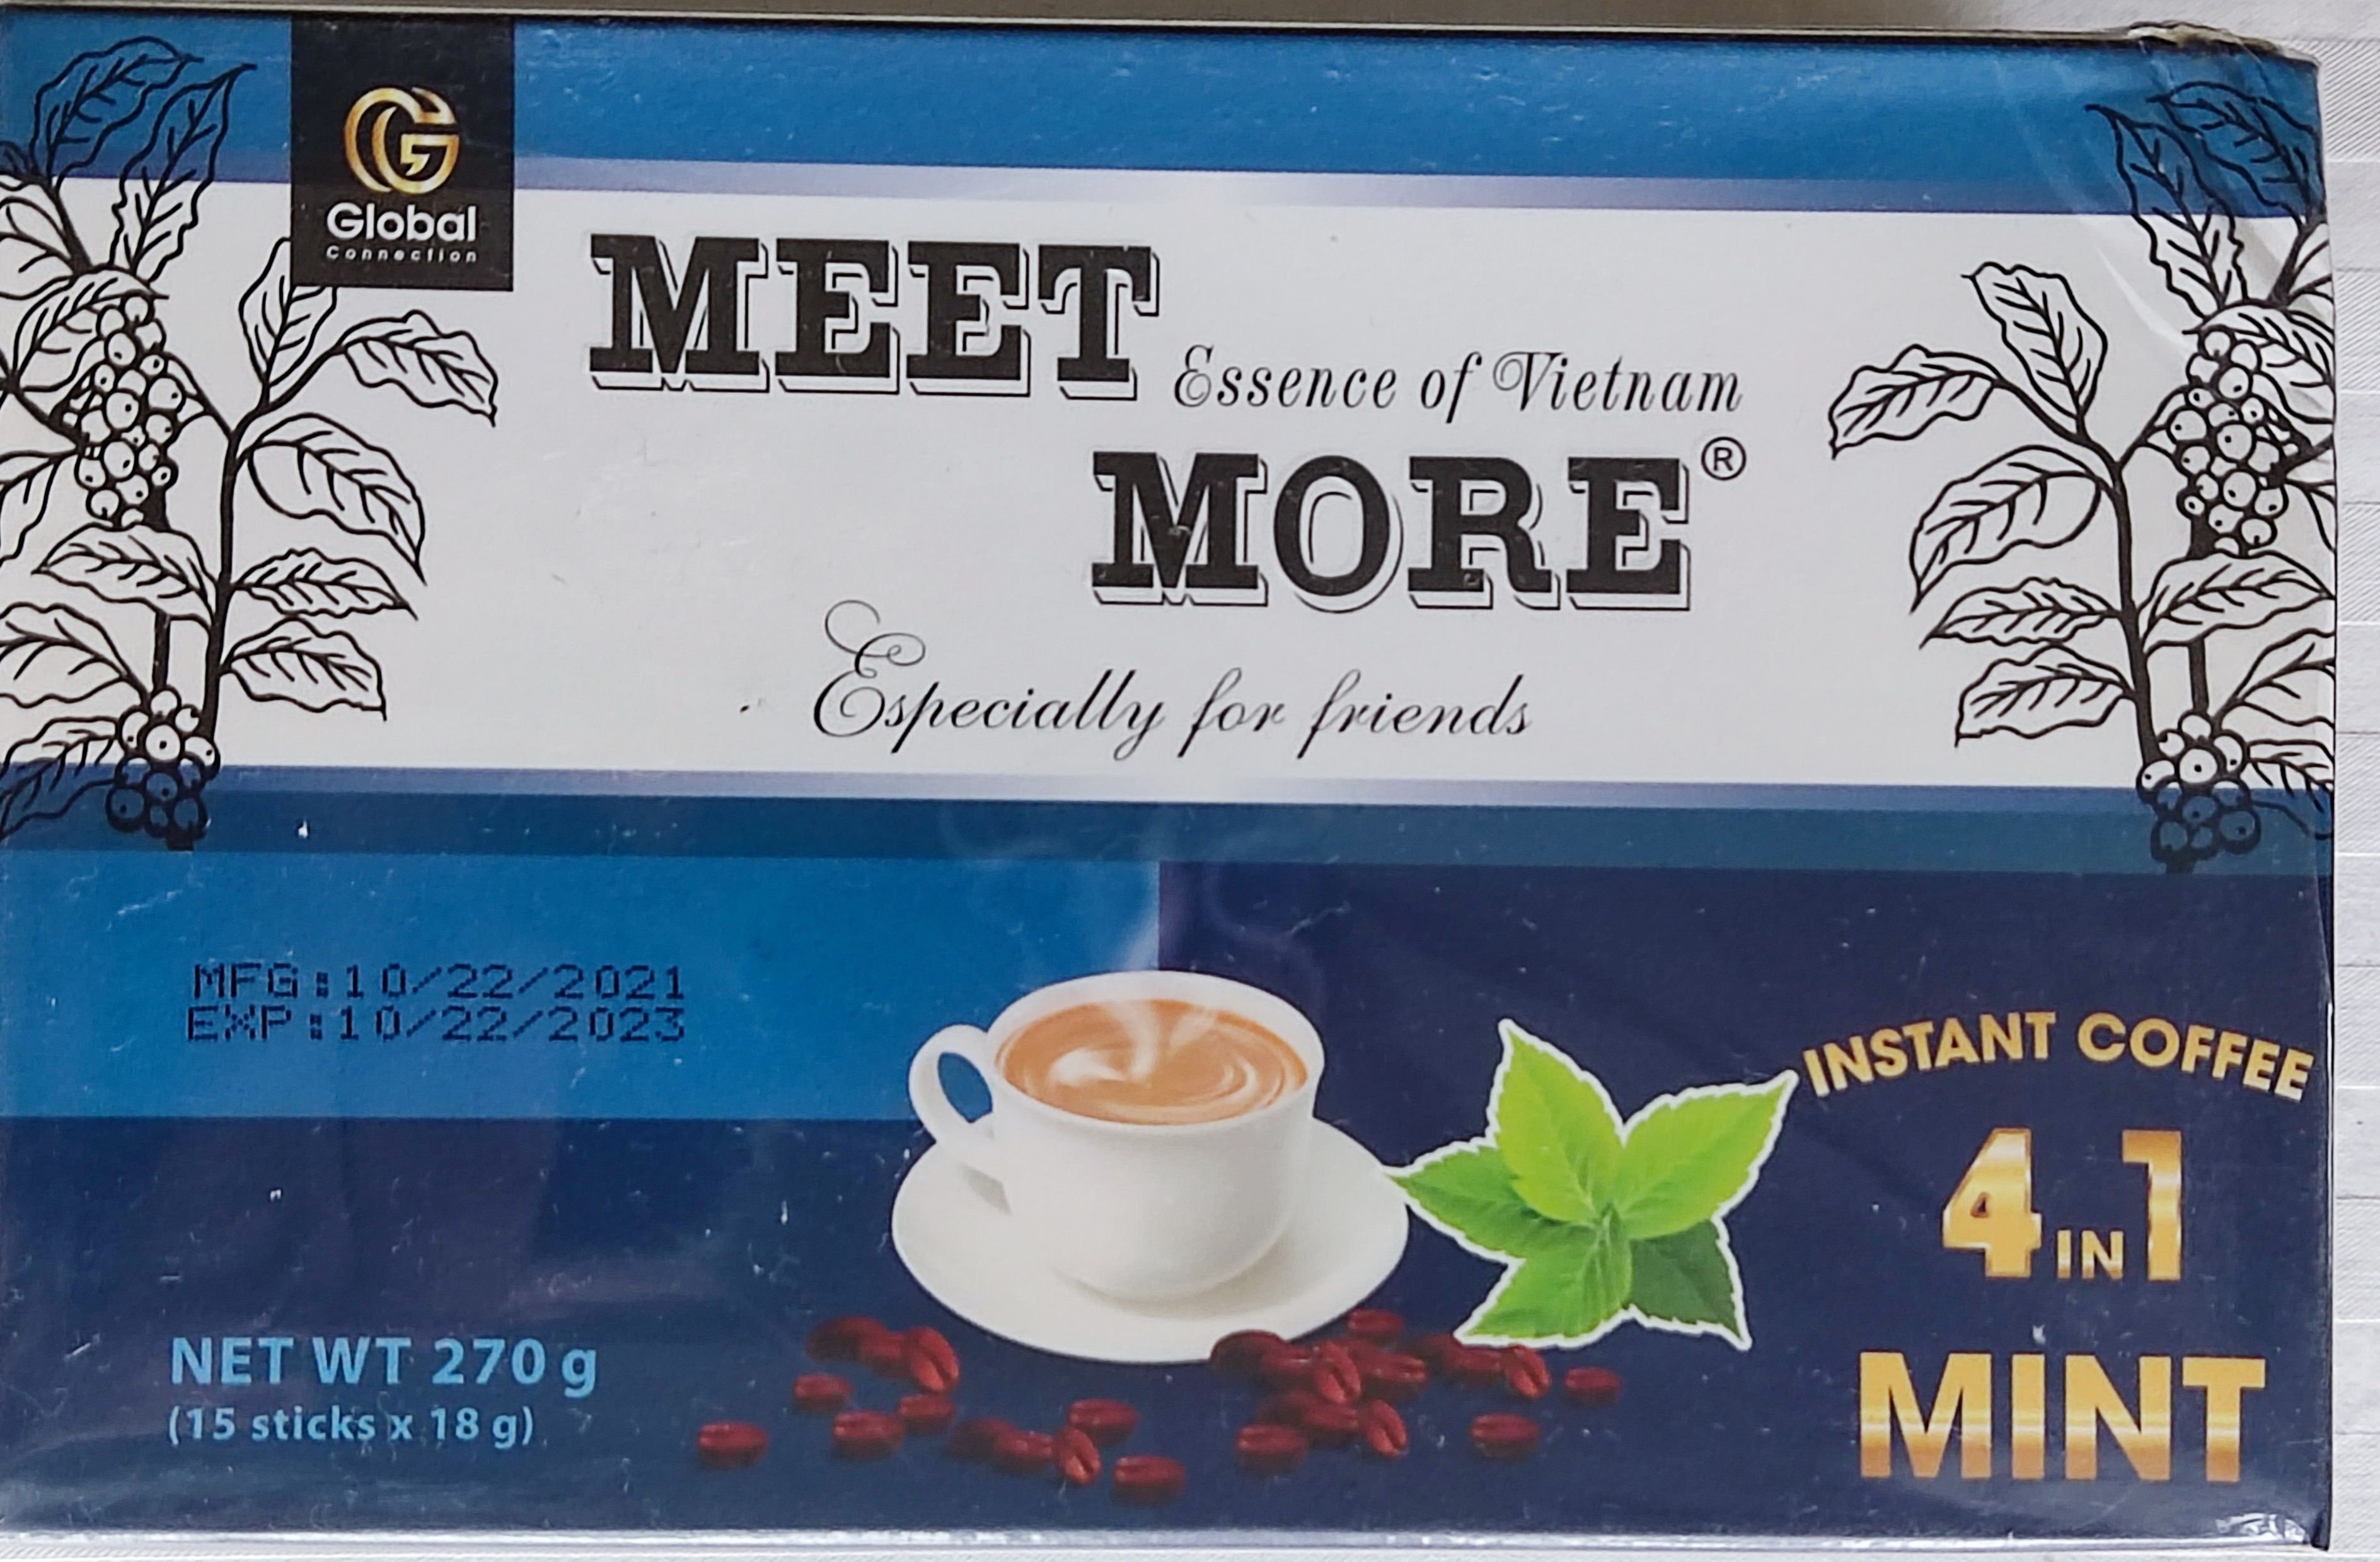 Global
Connection
MEET
Essence of Vietnam
MORE®
Especially for friends
MFG:10/22/2021
EXP:10/22/2023
INSTANT COFFEE
4 IN 1
MINT
NET WT 270 g
(15 sticks x 18 g)